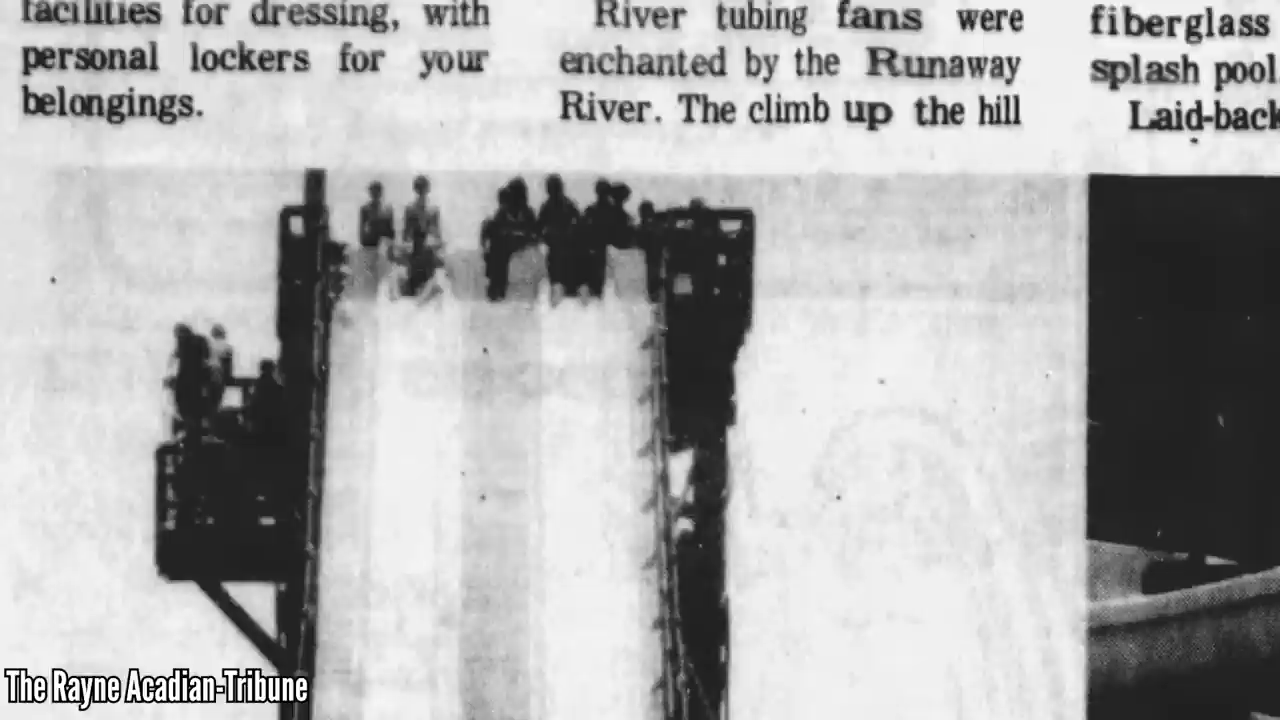 facilities for dressing, with
personal lockers for your
belongings.
River tubing fans were
enchanted by the Runaway
River. The climb up the hill
fiberglass
splash pool.
Laid-back
The Rayne Acadian-Tribune